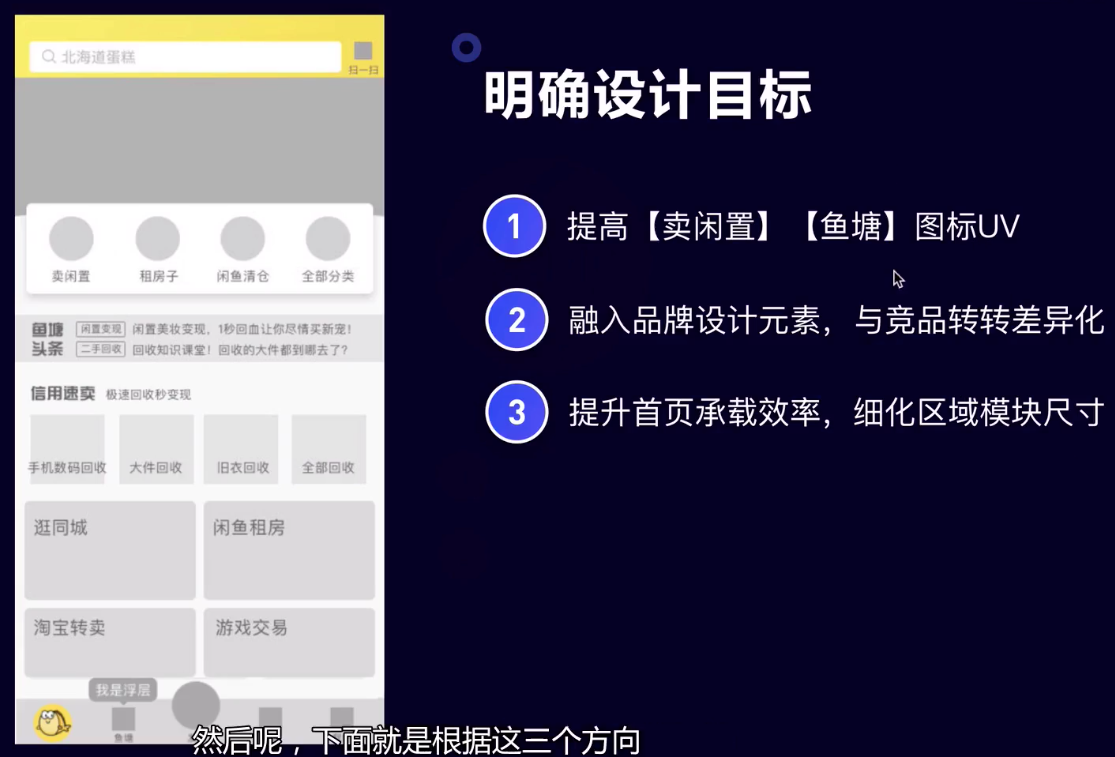 北海道蛋糕
扫一扫
卖闲置 租房子 闲鱼清仓 全部分类
鱼塘头条
闲置变现 闲置美妆变现，1秒回血让你尽情买新宠！
二手回收 回收知识课堂！回收的大件都到哪去了？
信用速卖 极速回收秒变现
手机数码回收 大件回收 旧衣回收 全部回收
逛同城 闲鱼租房
淘宝转卖 游戏交易
我是浮层
鱼塘
明确设计目标
1 提高【卖闲置】【鱼塘】图标UV
2 融入品牌设计元素，与竞品转转差异化
3 提升首页承载效率，细化区域模块尺寸
然后呢，下面就是根据这三个方向